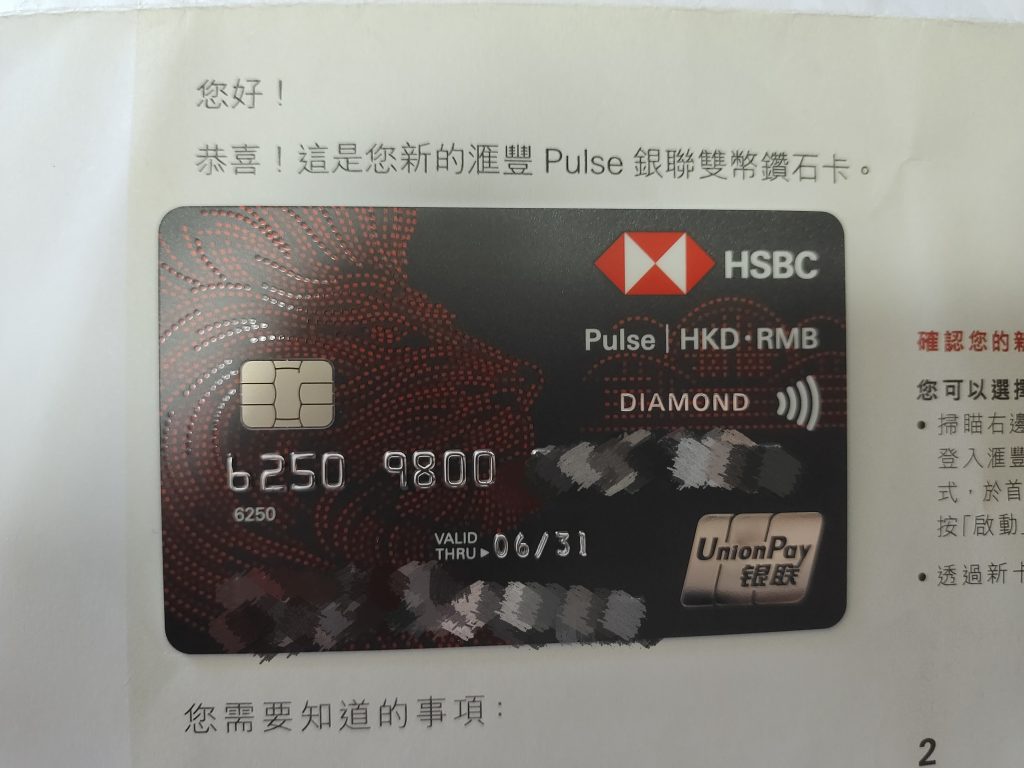 您好！
恭喜！這是您新的滙豐 Pulse 銀聯雙幣鑽石卡。
HSBC
Pulse | HKD·RMB
DIAMOND
6250 9800
6250
VALID
THRU
06/31
UnionPay
银联
您需要知道的事項：
確認您的新
您可以選擇
• 掃瞄右邊
登入滙豐
式，於首
按「啟動」
• 透過新卡
2